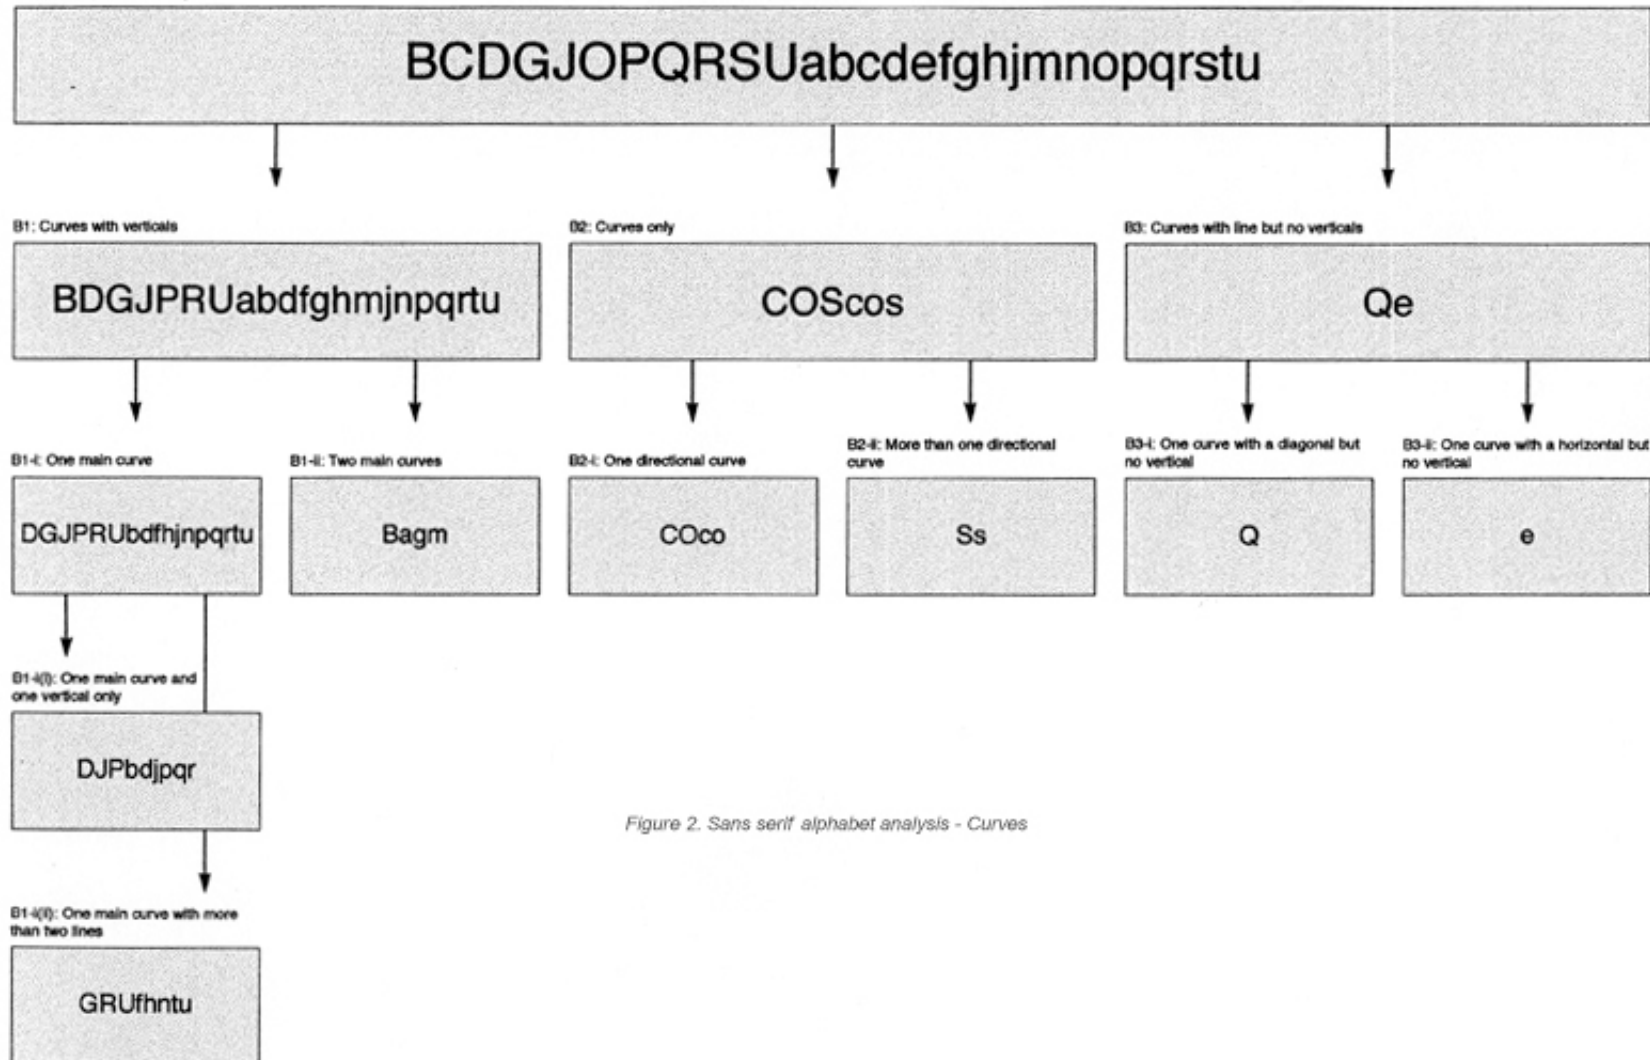 BCDGJOPQRSUabcdefghjmnopqrstu
B1: Curves with verticals
B2: Curves only
B3: Curves with line but no verticals
BDGJPRUabdfghmjnpqrtu
COScos
Qe
B1-i: One main curve
B1-ii: Two main curves
B2-i: One directional curve
B2-ii: More than one directional
curve
B3-i: One curve with a diagonal but
no vertical
B3-ii: One curve with a horizontal but
no vertical
DGJPRUbdfhjnpqrtu
Bagm
COco
Ss
Q
e
B1-i(i): One main curve and
one vertical only
DJPbdjpqr
Figure 2. Sans serif alphabet analysis - Curves
B1-i(ii): One main curve with more
than two lines
GRUfhntu